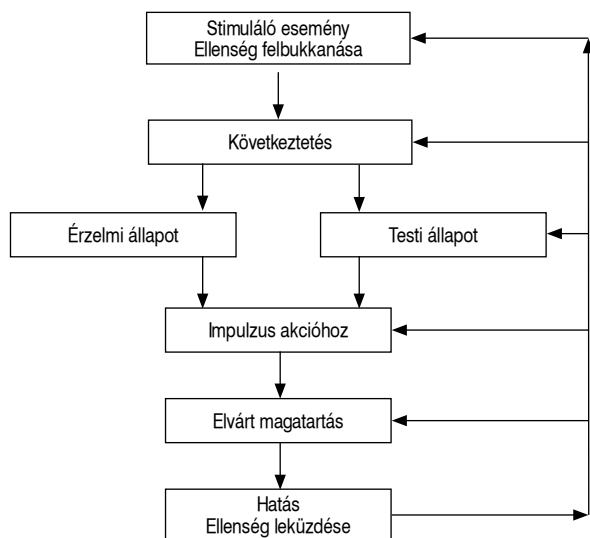 Stimuláló esemény
Ellenség felbukkanása
Következtetés
Érzelmi állapot
Testi állapot
Impulzus akcióhoz
Elvárt magatartás
Hatás
Ellenség leküzdése